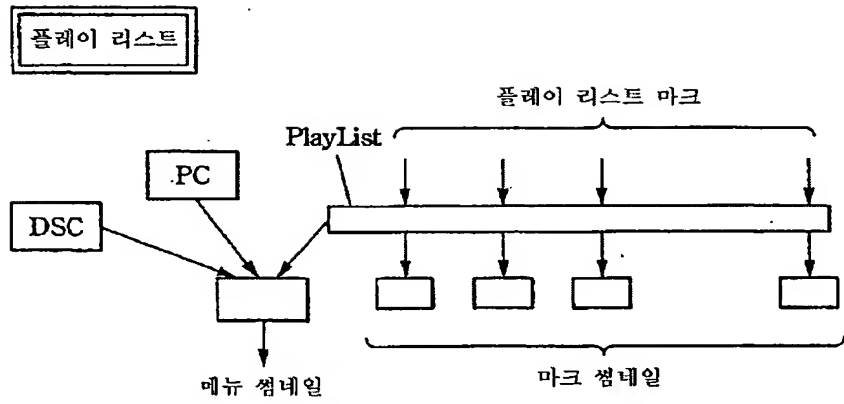 플레이 리스트
플레이 리스트 마크
PlayList
PC
DSC
메뉴 썸네일
마크 썸네일